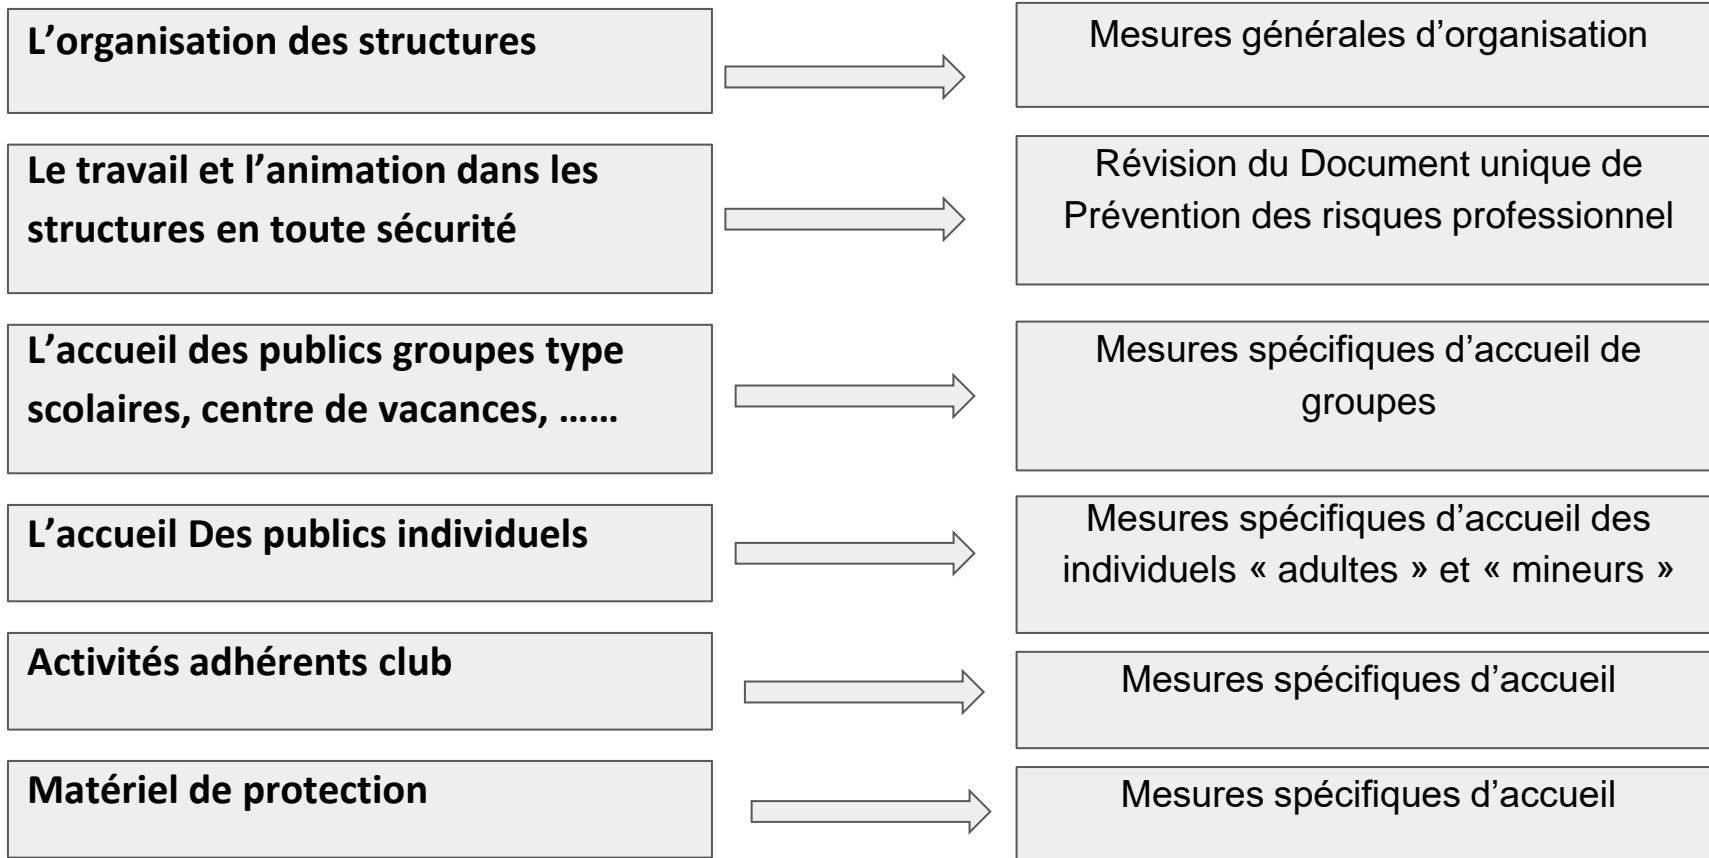 L’organisation des structures
Mesures générales d’organisation
Le travail et l’animation dans les
structures en toute sécurité
Révision du Document unique de
Prévention des risques professionnel
L’accueil des publics groupes type
scolaires, centre de vacances, ……
Mesures spécifiques d’accueil de
groupes
L’accueil Des publics individuels
Mesures spécifiques d’accueil des
individuels « adultes » et « mineurs »
Activités adhérents club
Mesures spécifiques d’accueil
Matériel de protection
Mesures spécifiques d’accueil